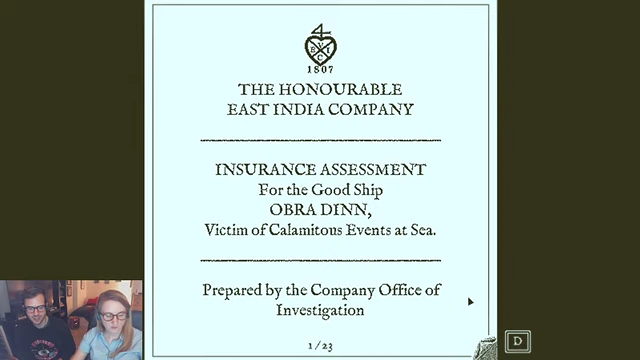 4
E V I C
1807
THE HONOURABLE
EAST INDIA COMPANY
INSURANCE ASSESSMENT
For the Good Ship
OBRA DINN,
Victim of Calamitous Events at Sea.
Prepared by the Company Office of
Investigation
1/23
D